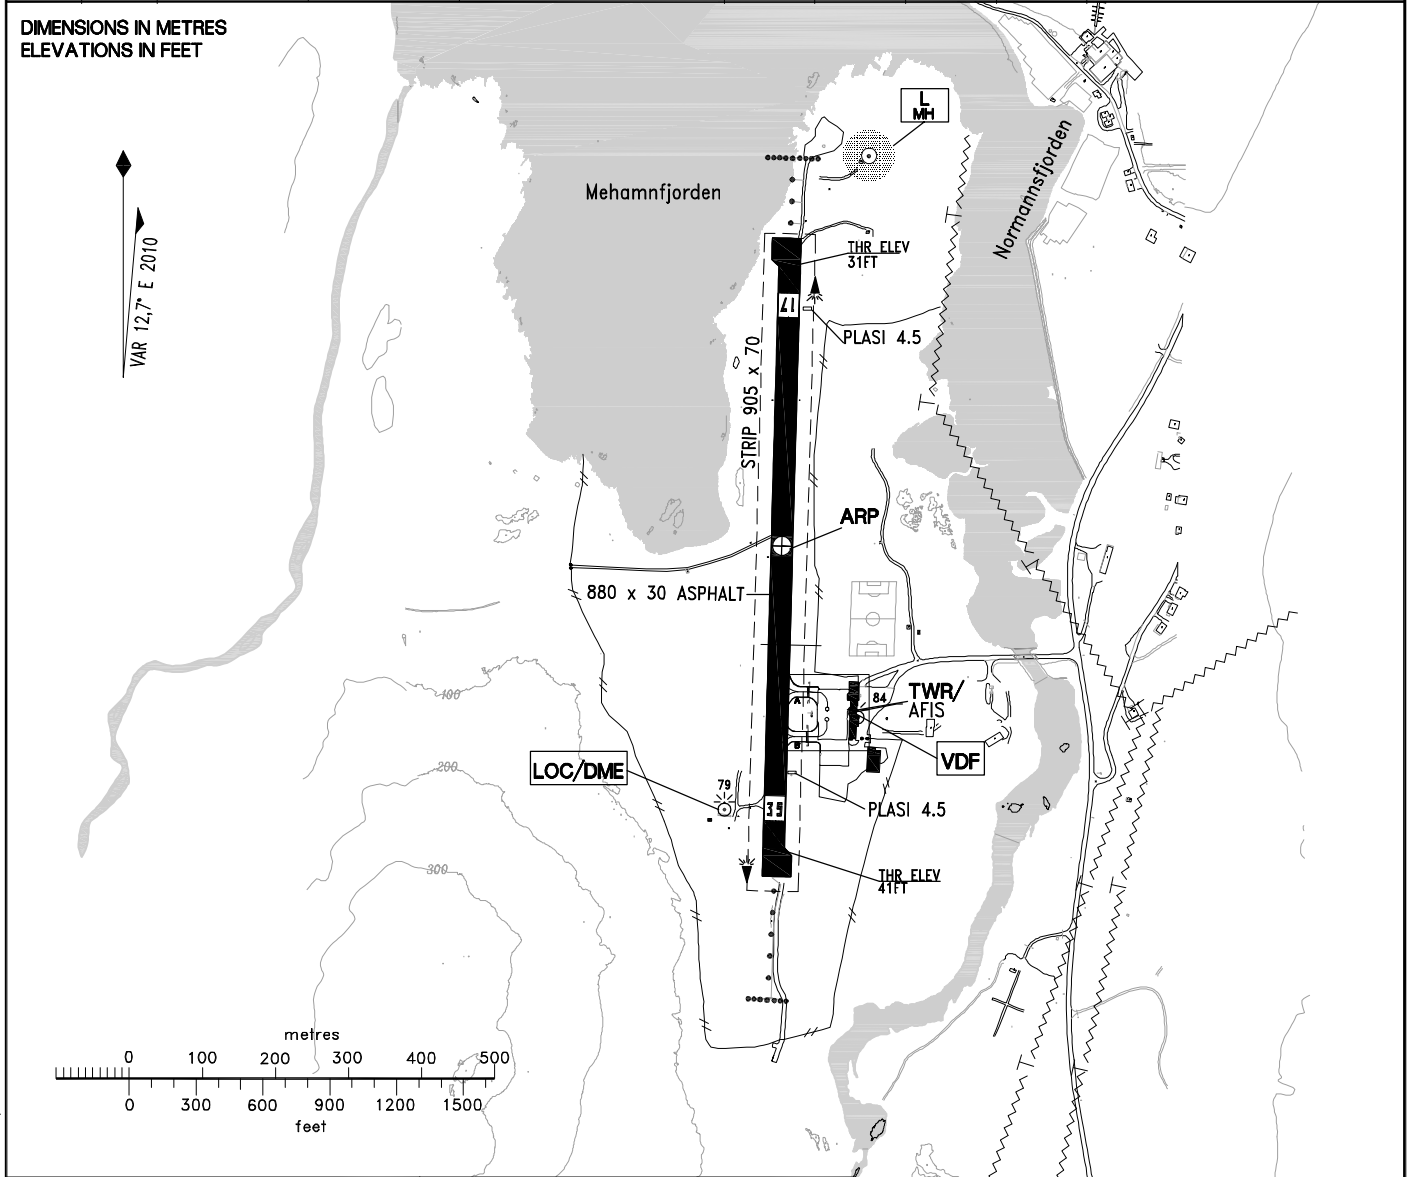 DIMENSIONS IN METRES
ELEVATIONS IN FEET
L
MH
Mehamnfjorden
Normannsfjorden
VAR 12,7° E 2010
THR ELEV
31FT
17
PLASI 4.5
STRIP 905 x 70
ARP
880 x 30 ASPHALT
100
84
TWR/
AFIS
A
200
LOC/DME
79
VDF
35
PLASI 4.5
300
THR ELEV
41FT
metres
0 100 200 300 400 500
0 300 600 900 1200 1500
feet